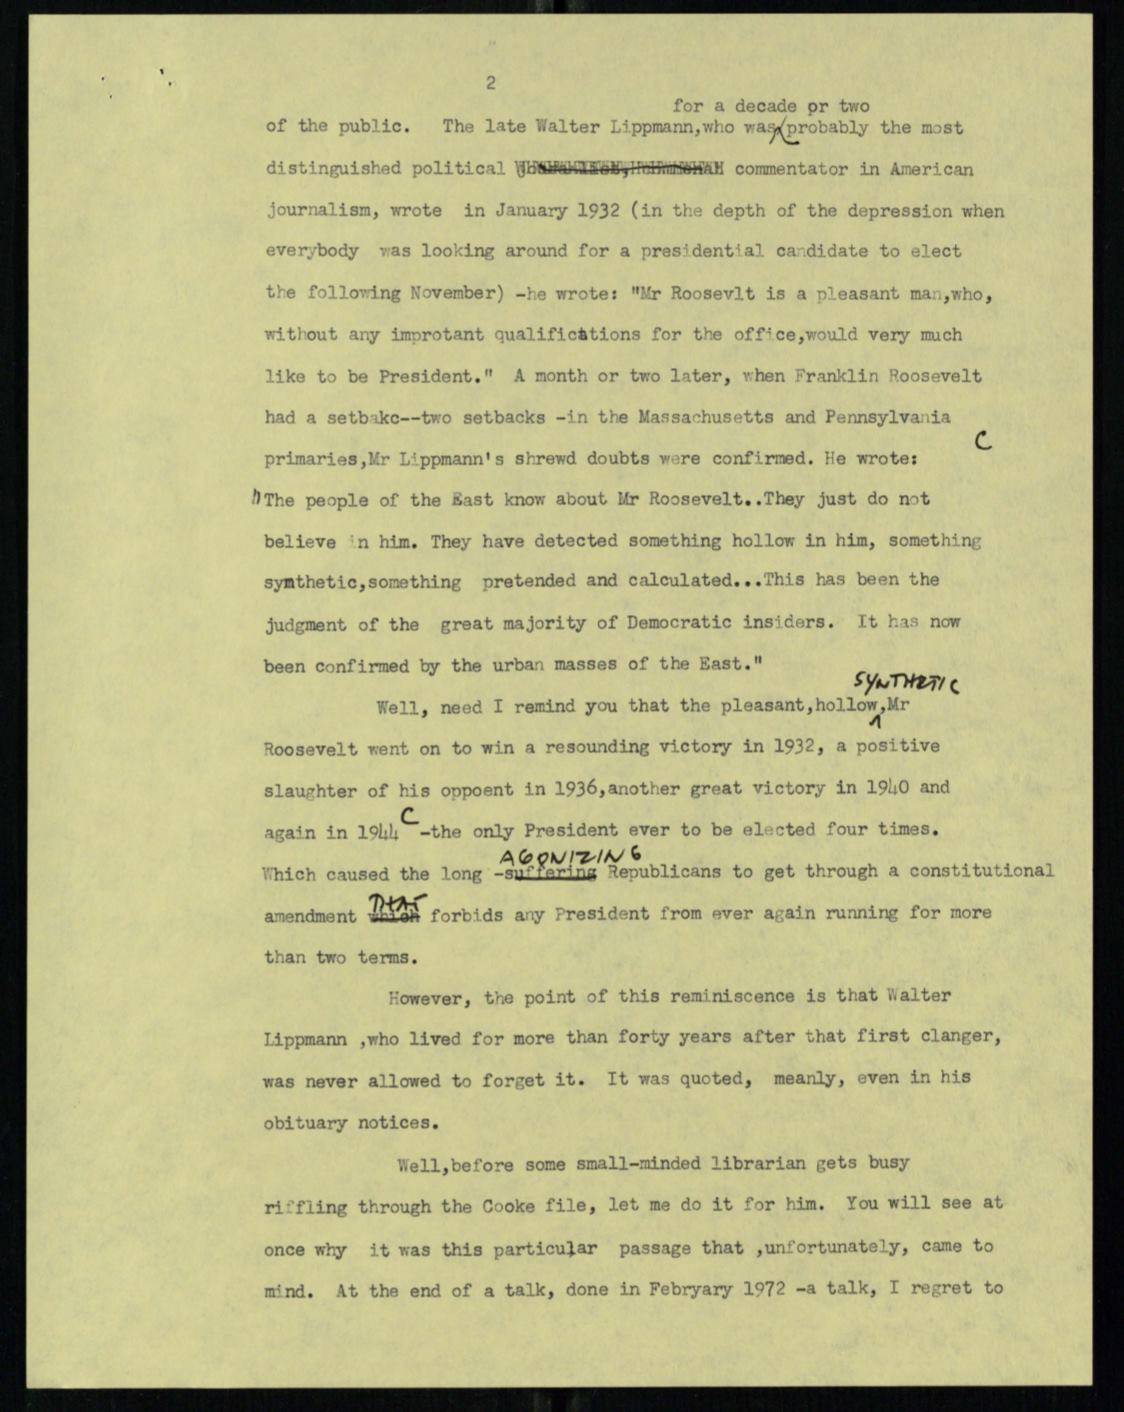 2
for a decade or two
of the public. The late Walter Lippmann,who was probably the most
distinguished political commentator in American
journalism, wrote in January 1932 (in the depth of the depression when
everybody was looking around for a presidential candidate to elect
the following November) -he wrote: "Mr Roosevlt is a pleasant man,who,
without any improtant qualifications for the office,would very much
like to be President." A month or two later, when Franklin Roosevelt
had a setbakc--two setbacks -in the Massachusetts and Pennsylvania
C
primaries,Mr Lippmann's shrewd doubts were confirmed. He wrote:
"The people of the East know about Mr Roosevelt..They just do not
believe in him. They have detected something hollow in him, something
synthetic,something pretended and calculated...This has been the
judgment of the great majority of Democratic insiders. It has now
been confirmed by the urban masses of the East."
SYNTHETIC
Well, need I remind you that the pleasant,hollow,Mr
Roosevelt went on to win a resounding victory in 1932, a positive
slaughter of his oppoent in 1936,another great victory in 1940 and
C
again in 1944 -the only President ever to be elected four times.
AGONIZING
Which caused the long -suffering Republicans to get through a constitutional
THAT
amendment which forbids any President from ever again running for more
than two terms.
However, the point of this reminiscence is that Walter
Lippmann ,who lived for more than forty years after that first clanger,
was never allowed to forget it. It was quoted, meanly, even in his
obituary notices.
Well,before some small-minded librarian gets busy
riffling through the Cooke file, let me do it for him. You will see at
once why it was this particular passage that ,unfortunately, came to
mind. At the end of a talk, done in Febryary 1972 -a talk, I regret to